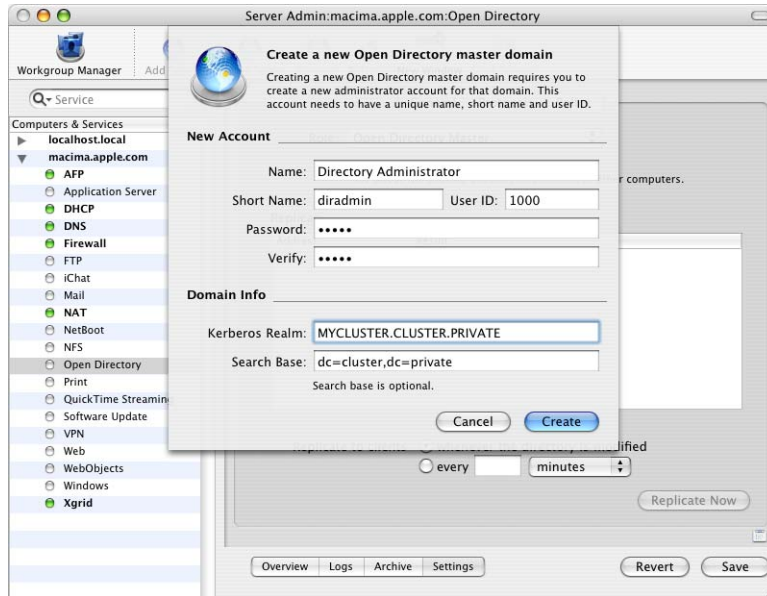 Server Admin:macima.apple.com:Open Directory
Workgroup Manager
Add
Service
Computers & Services
localhost.local
macima.apple.com
AFP
Application Server
DHCP
DNS
Firewall
FTP
iChat
Mail
NAT
NetBoot
NFS
Open Directory
Print
QuickTime Streaming
Software Update
VPN
Web
WebObjects
Windows
Xgrid
Create a new Open Directory master domain
Creating a new Open Directory master domain requires you to
create a new administrator account for that domain. This
account needs to have a unique name, short name and user ID.
New Account
Name: Directory Administrator
Short Name: diradmin User ID: 1000
Password: •••••
Verify: •••••
Domain Info
Kerberos Realm: MYCLUSTER.CLUSTER.PRIVATE
Search Base: dc=cluster,dc=private
Search base is optional.
Cancel Create
r computers.
Replicate to clients whenever the directory is modified
every minutes
Replicate Now
Overview Logs Archive Settings
Revert Save